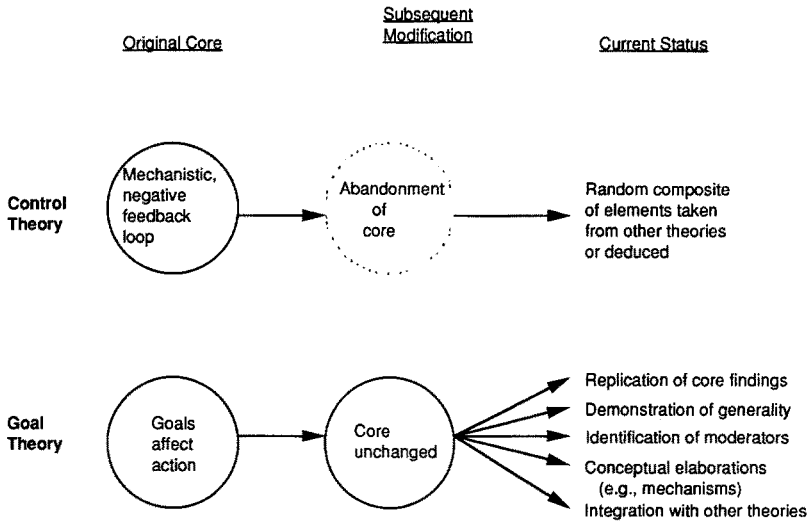 Original Core
Subsequent
Modification
Current Status
Control
Theory
Mechanistic,
negative
feedback
loop
Abandonment
of
core
Random composite
of elements taken
from other theories
or deduced
Goal
Theory
Goals
affect
action
Core
unchanged
Replication of core findings
Demonstration of generality
Identification of moderators
Conceptual elaborations
(e.g., mechanisms)
Integration with other theories